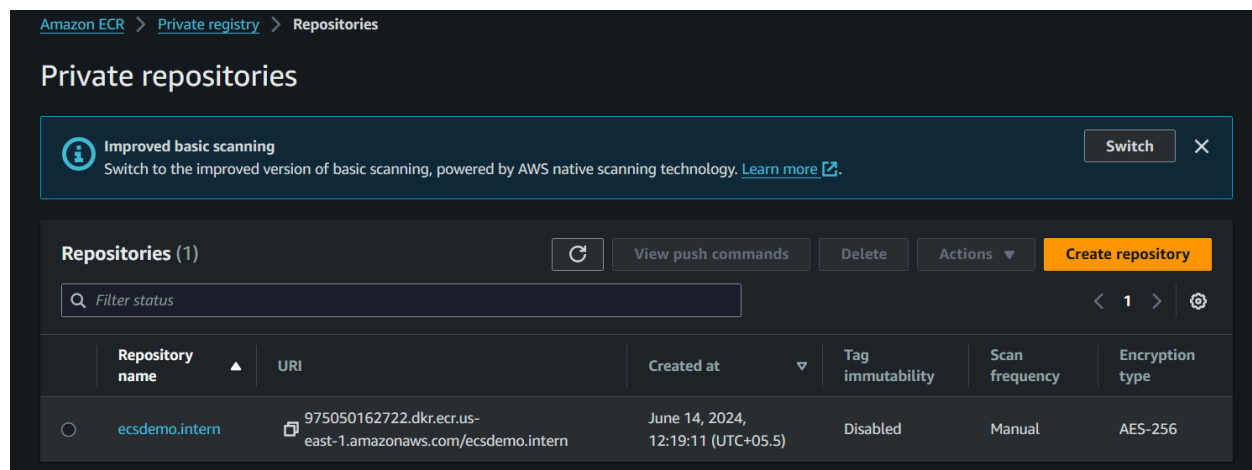 Amazon ECR > Private registry > Repositories
Private repositories
Improved basic scanning
Switch to the improved version of basic scanning, powered by AWS native scanning technology. Learn more.
Switch
Repositories (1)
View push commands
Delete
Actions
Create repository
Filter status
1
Repository name
URI
Created at
Tag immutability
Scan frequency
Encryption type
ecsdemo.intern
975050162722.dkr.ecr.us-
east-1.amazonaws.com/ecsdemo.intern
June 14, 2024,
12:19:11 (UTC+05.5)
Disabled
Manual
AES-256